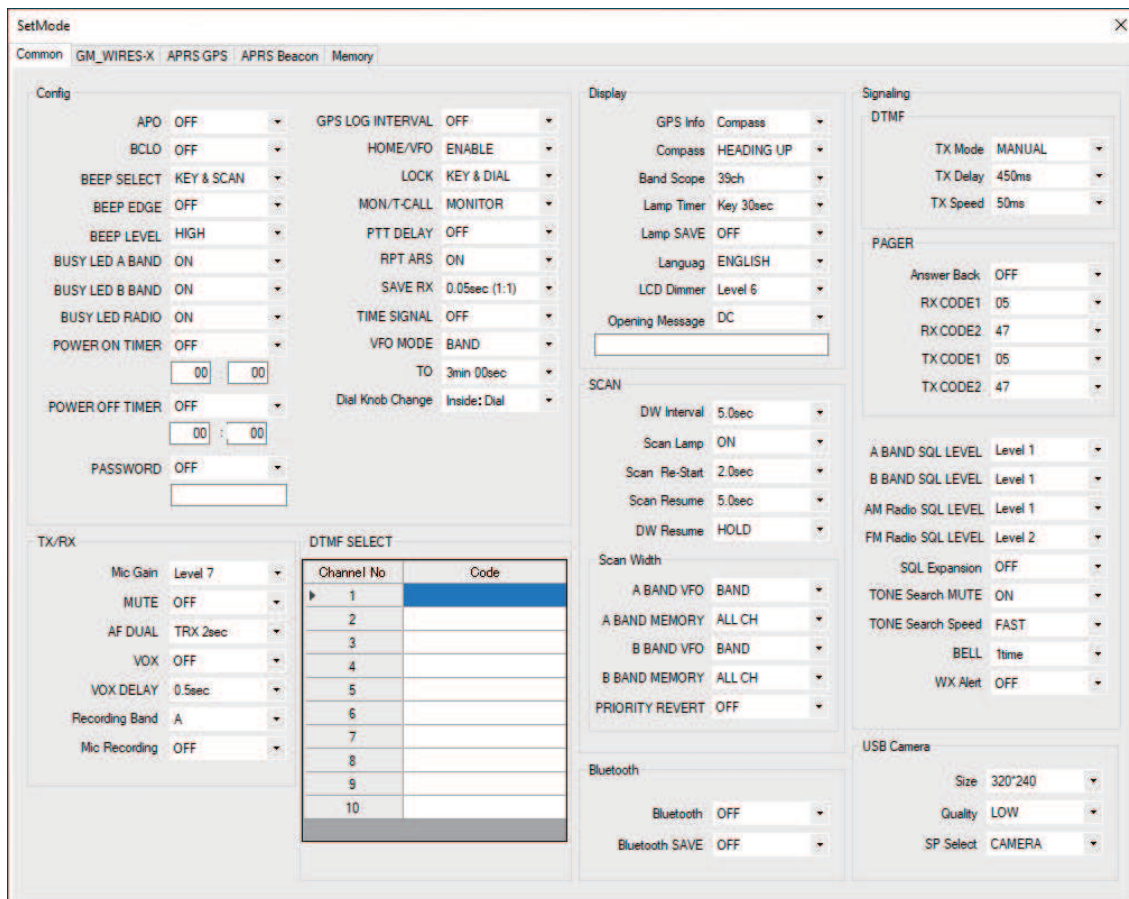 SetMode
Common GM_WIRES-X APRS GPS APRS Beacon Memory
Config
APO OFF
BCLO OFF
BEEP SELECT KEY & SCAN
BEEP EDGE OFF
BEEP LEVEL HIGH
BUSY LED A BAND ON
BUSY LED B BAND ON
BUSY LED RADIO ON
POWER ON TIMER OFF
00 : 00
POWER OFF TIMER OFF
00 : 00
PASSWORD OFF
GPS LOG INTERVAL OFF
HOME/VFO ENABLE
LOCK KEY & DIAL
MON/T-CALL MONITOR
PTT DELAY OFF
RPT ARS ON
SAVE RX 0.05sec (1:1)
TIME SIGNAL OFF
VFO MODE BAND
TO 3min 00sec
Dial Knob Change Inside:Dial
TX/RX
Mic Gain Level 7
MUTE OFF
AF DUAL TRX 2sec
VOX OFF
VOX DELAY 0.5sec
Recording Band A
Mic Recording OFF
DTMF SELECT
Channel No Code
1
2
3
4
5
6
7
8
9
10
Display
GPS Info Compass
Compass HEADING UP
Band Scope 39ch
Lamp Timer Key 30sec
Lamp SAVE OFF
Languag ENGLISH
LCD Dimmer Level 6
Opening Message DC
SCAN
DW Interval 5.0sec
Scan Lamp ON
Scan Re-Start 2.0sec
Scan Resume 5.0sec
DW Resume HOLD
Scan Width
A BAND VFO BAND
A BAND MEMORY ALL CH
B BAND VFO BAND
B BAND MEMORY ALL CH
PRIORITY REVERT OFF
Bluetooth
Bluetooth OFF
Bluetooth SAVE OFF
Signaling
DTMF
TX Mode MANUAL
TX Delay 450ms
TX Speed 50ms
PAGER
Answer Back OFF
RX CODE1 05
RX CODE2 47
TX CODE1 05
TX CODE2 47
A BAND SQL LEVEL Level 1
B BAND SQL LEVEL Level 1
AM Radio SQL LEVEL Level 1
FM Radio SQL LEVEL Level 2
SQL Expansion OFF
TONE Search MUTE ON
TONE Search Speed FAST
BELL 1time
WX Alert OFF
USB Camera
Size 320*240
Quality LOW
SP Select CAMERA